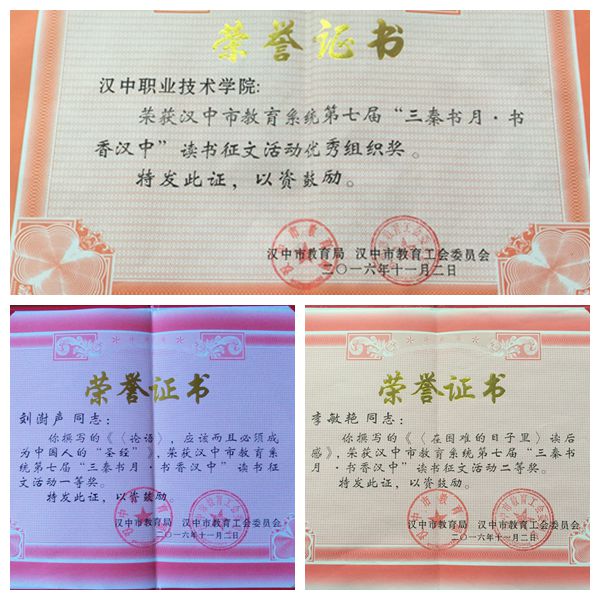 荣誉证书
汉中职业技术学院:
荣获汉中市教育系统第七届“三秦书月·书
香汉中”读书征文活动优秀组织奖。
特发此证，以资鼓励。
汉中市教育局 汉中市教育工会委员会
二〇一六年十一月二日
荣誉证书
刘澍声 同志:
你撰写的《〈论语〉，应该而且必须成
为中国人的“圣经”》，荣获汉中市教育系
统第七届“三秦书月·书香汉中”读书征
文活动一等奖。
特发此证，以资鼓励。
汉中市教育局 汉中市教育工会委员会
二〇一六年十一月二日
荣誉证书
李敏艳 同志:
你撰写的《〈在困难的日子里〉读后
感》，荣获汉中市教育系统第七届“三秦书
月·书香汉中”读书征文活动二等奖。
特发此证，以资鼓励。
汉中市教育局 汉中市教育工会委员会
二〇一六年十一月二日